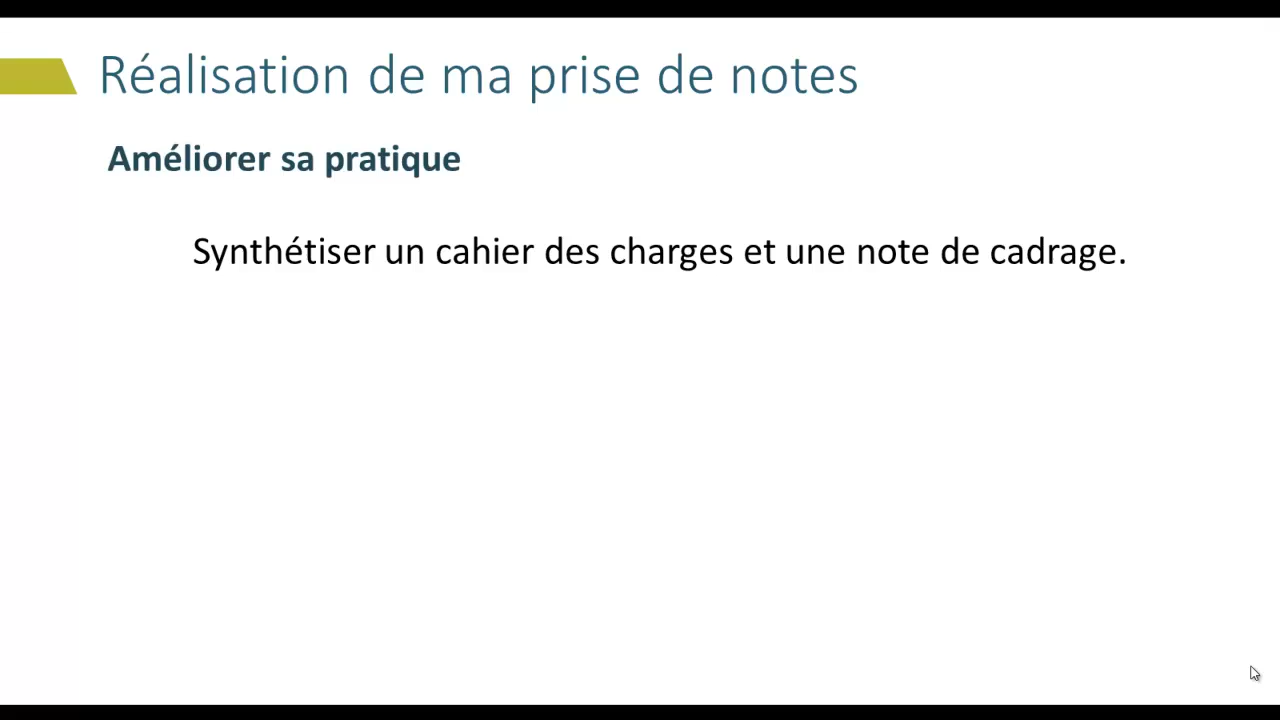 Réalisation de ma prise de notes
Améliorer sa pratique
Synthétiser un cahier des charges et une note de cadrage.